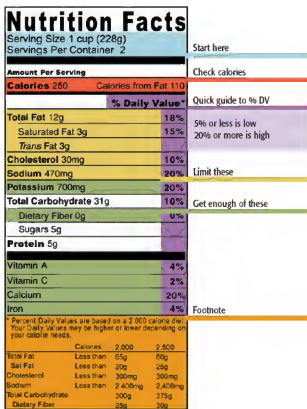 Nutrition Facts
Serving Size 1 cup (228g)
Servings Per Container 2
Start here
Amount Per Serving
Check calories
Calories 250 Calories from Fat 110
% Daily Value*
Quick guide to % DV
5% or less is low
20% or more is high
Total Fat 12g 18%
Saturated Fat 3g 15%
Trans Fat 3g
Cholesterol 30mg 10%
Sodium 470mg 20%
Limit these
Potassium 700mg 20%
Total Carbohydrate 31g 10%
Get enough of these
Dietary Fiber 0g 0%
Sugars 5g
Protein 5g
Vitamin A 4%
Vitamin C 2%
Calcium 20%
Iron 4%
Footnote
* Percent Daily Values are based on a 2,000 calorie diet.
Your Daily Values may be higher or lower depending on
your calorie needs.
Calories 2,000 2,500
Total Fat Less than 65g 80g
Sat Fat Less than 20g 25g
Cholesterol Less than 300mg 300mg
Sodium Less than 2,400mg 2,400mg
Total Carbohydrate 300g 375g
Dietary Fiber 25g 30g